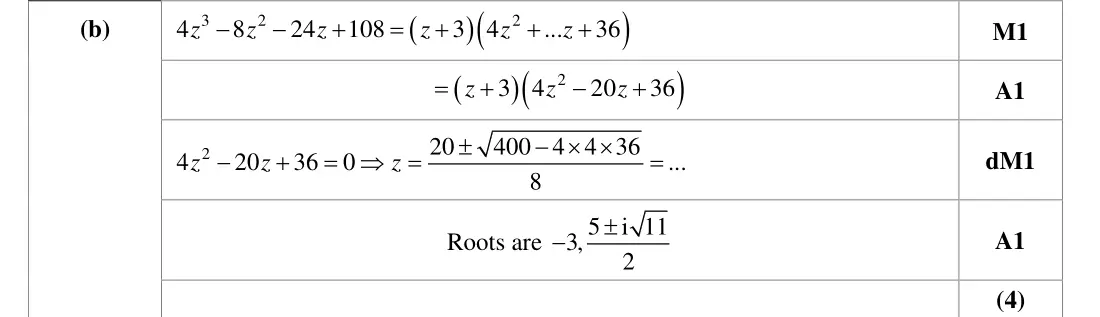 (b) 4z³ − 8z² − 24z + 108 = (z + 3)(4z² + ...z + 36) M1
= (z + 3)(4z² − 20z + 36) A1
4z² − 20z + 36 = 0 ⇒ z = (20 ± √(400 − 4 × 4 × 36))/8 = ... dM1
Roots are −3, (5 ± i√11)/2 A1
(4)